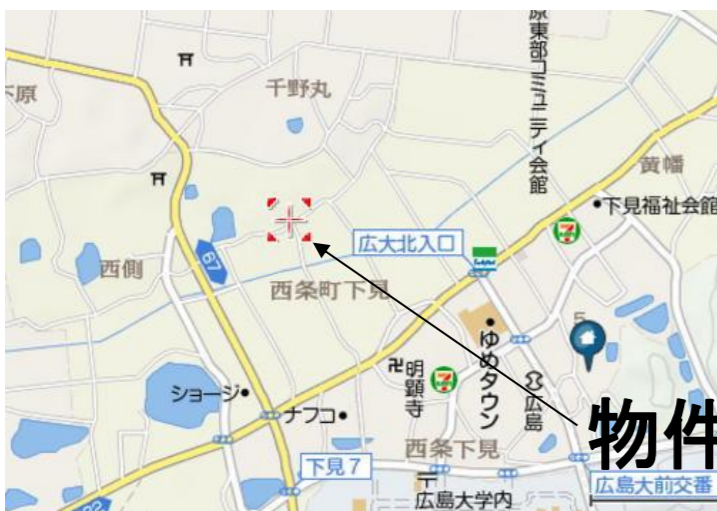 原東部コミュニティ会館
千野丸
下原
黄幡
下見福祉会館
広大北入口
67
西側
西条町下見
5
ゆめタウン
明顕寺
広島
ショージ
ナフコ
物件
西条下見
下見7
広島大前交番
広島大学内